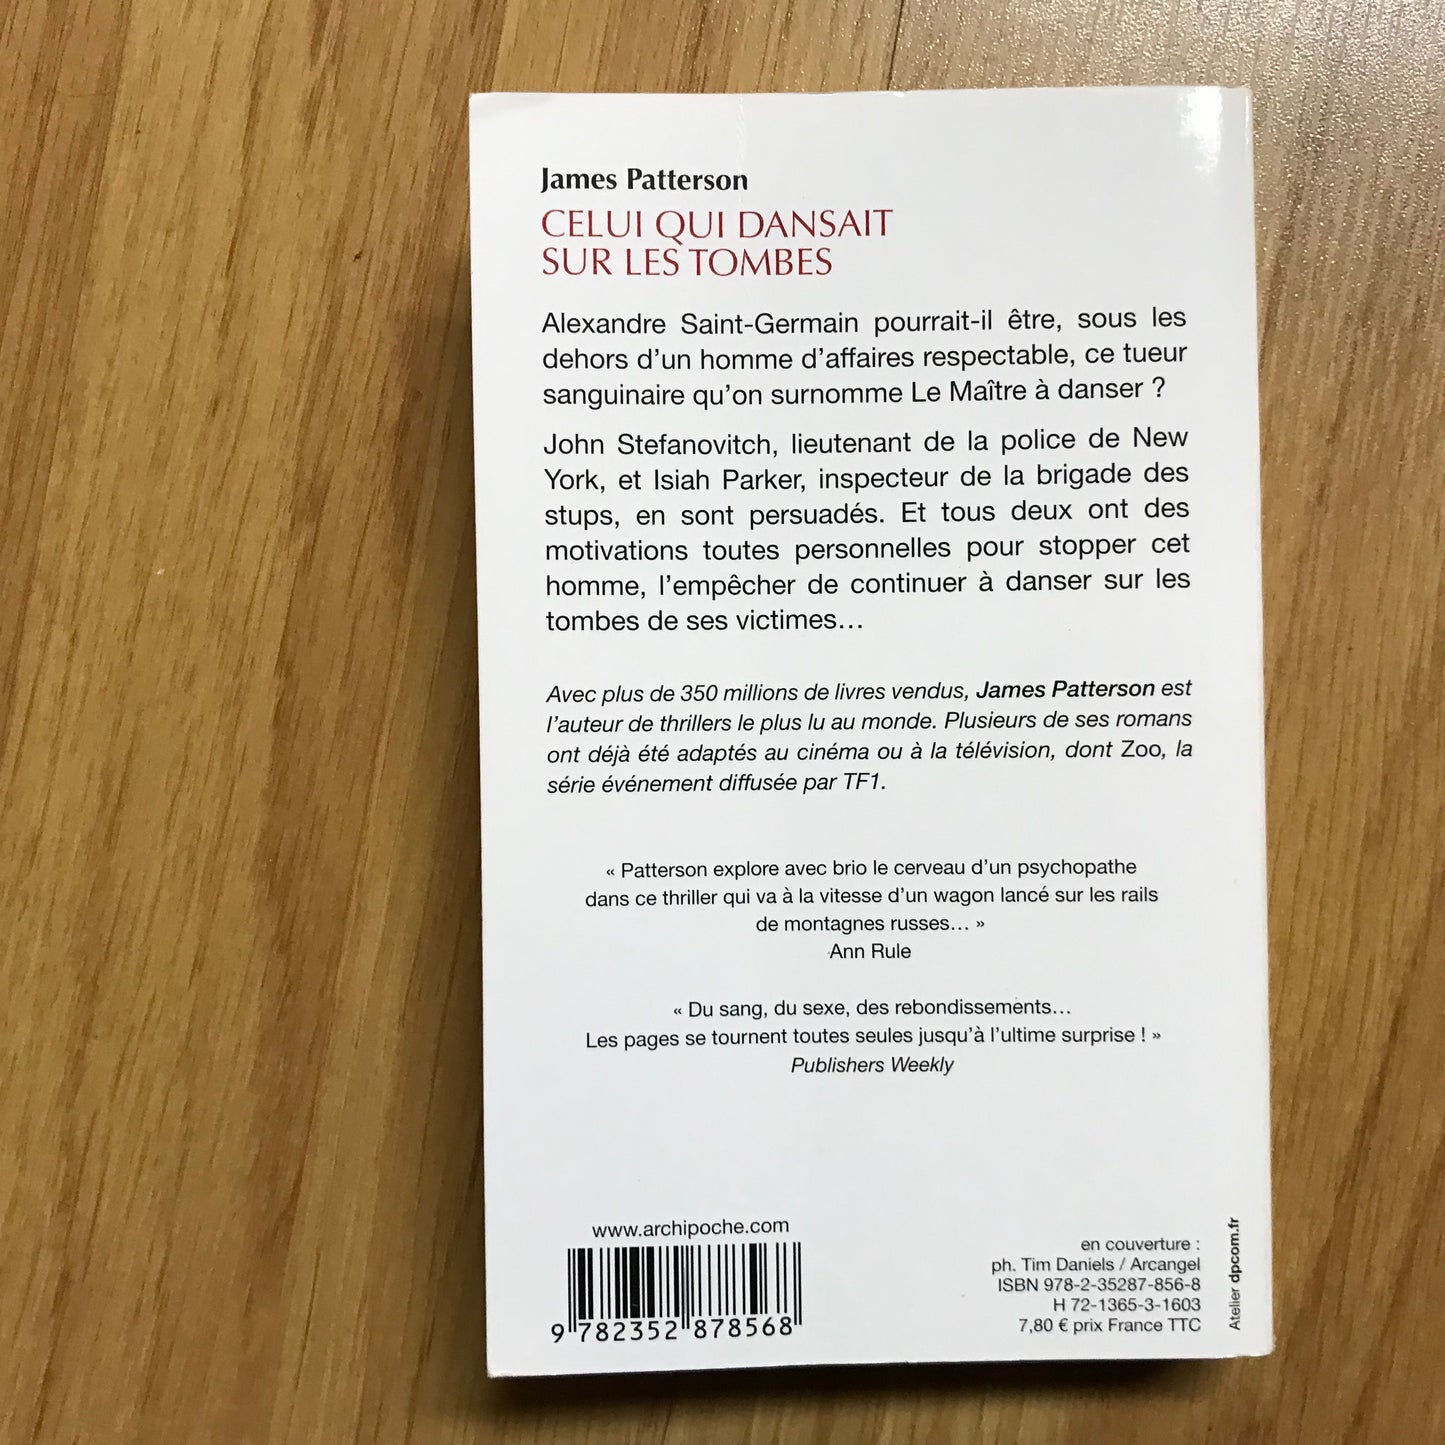 James Patterson
CELUI QUI DANSAIT
SUR LES TOMBES
Alexandre Saint-Germain pourrait-il être, sous les
dehors d’un homme d’affaires respectable, ce tueur
sanguinaire qu’on surnomme Le Maître à danser ?
John Stefanovitch, lieutenant de la police de New
York, et Isiah Parker, inspecteur de la brigade des
stups, en sont persuadés. Et tous deux ont des
motivations toutes personnelles pour stopper cet
homme, l’empêcher de continuer à danser sur les
tombes de ses victimes…
Avec plus de 350 millions de livres vendus, James Patterson est
l’auteur de thrillers le plus lu au monde. Plusieurs de ses romans
ont déjà été adaptés au cinéma ou à la télévision, dont Zoo, la
série événement diffusée par TF1.
« Patterson explore avec brio le cerveau d’un psychopathe
dans ce thriller qui va à la vitesse d’un wagon lancé sur les rails
de montagnes russes… »
Ann Rule
« Du sang, du sexe, des rebondissements…
Les pages se tournent toutes seules jusqu’à l’ultime surprise ! »
Publishers Weekly
www.archipoche.com
9 782352 878568
en couverture :
ph. Tim Daniels / Arcangel
ISBN 978-2-35287-856-8
H 72-1365-3-1603
7,80 € prix France TTC
Atelier dpcom.fr